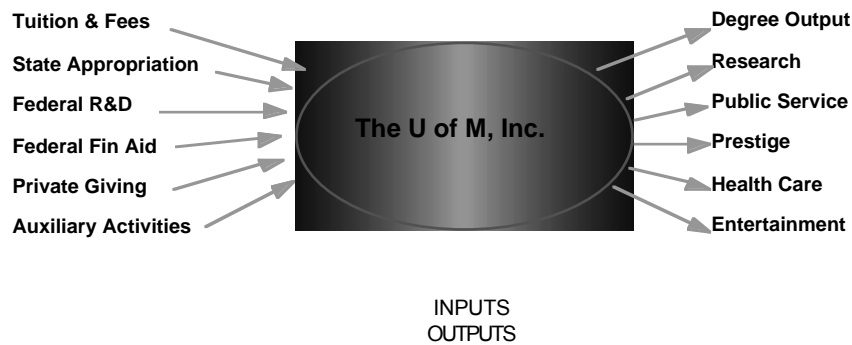 Tuition & Fees
State Appropriation
Federal R&D
Federal Fin Aid
Private Giving
Auxiliary Activities
The U of M, Inc.
Degree Output
Research
Public Service
Prestige
Health Care
Entertainment
INPUTS
OUTPUTS